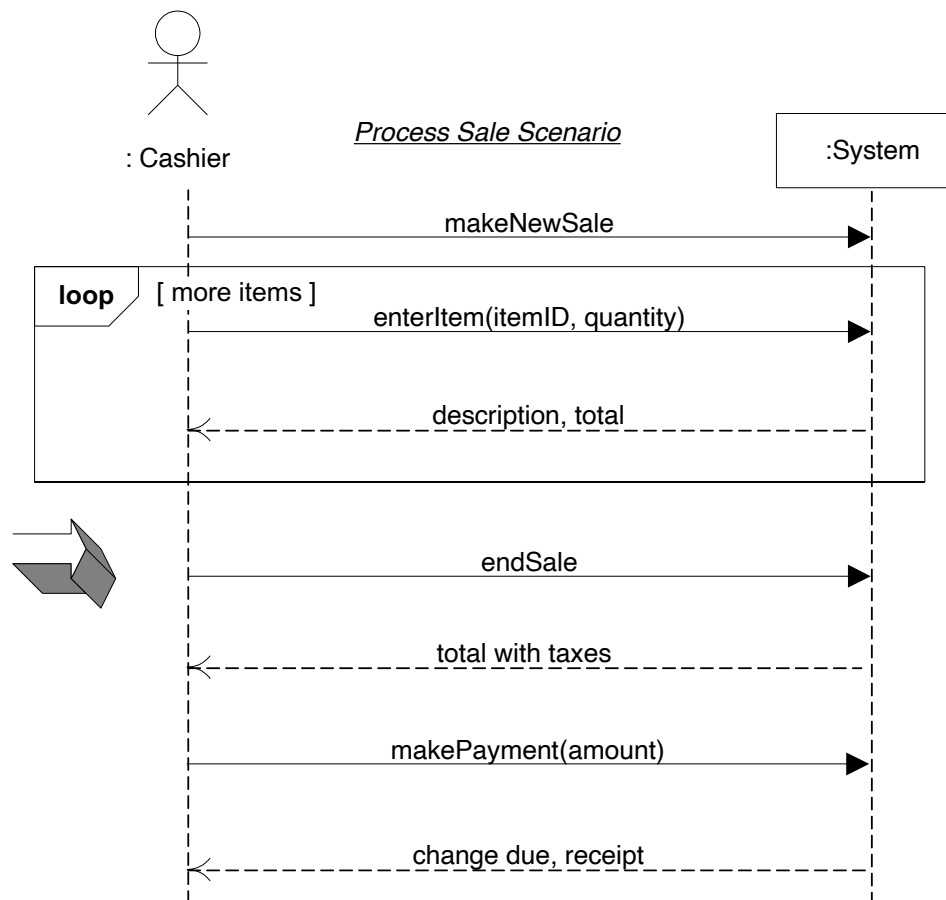 Process Sale Scenario
: Cashier
:System
makeNewSale
loop
[ more items ]
enterItem(itemID, quantity)
description, total
endSale
total with taxes
makePayment(amount)
change due, receipt